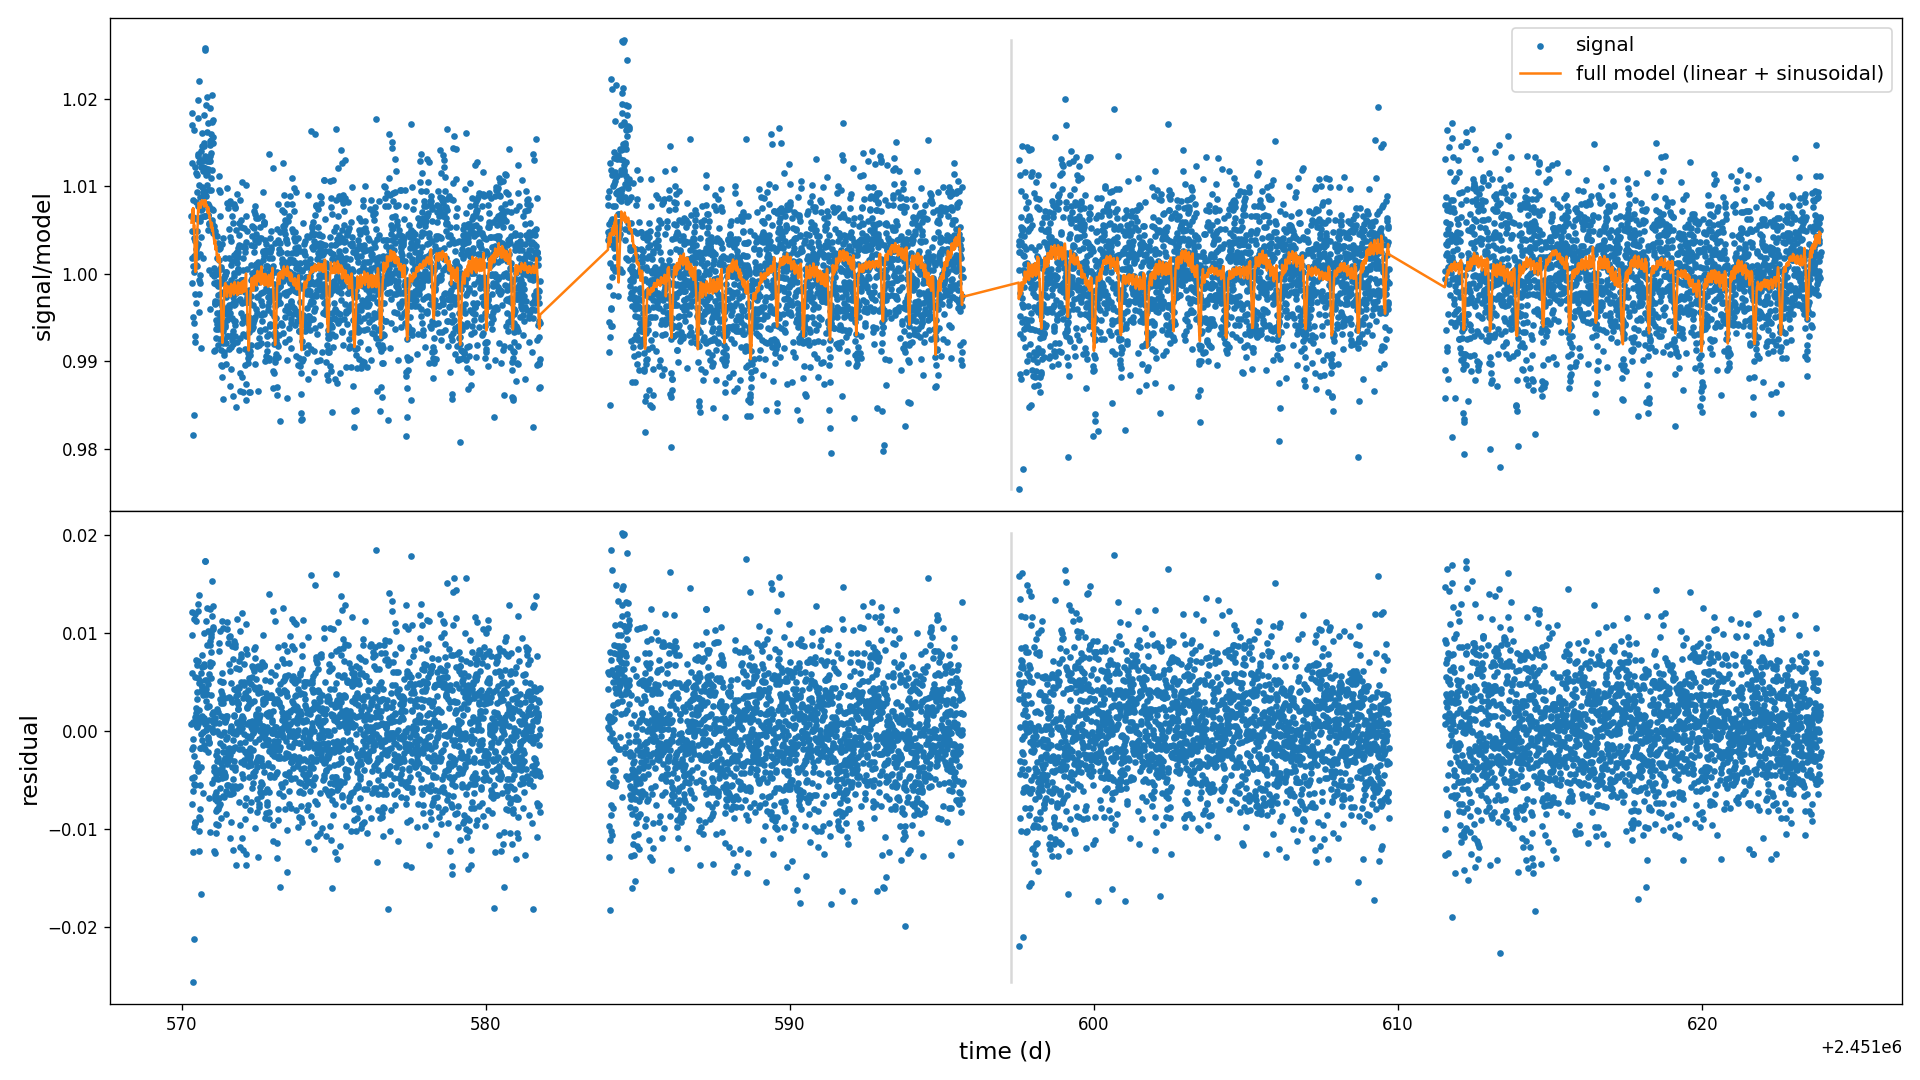 signal
full model (linear + sinusoidal)
signal/model
1.02
1.01
1.00
0.99
0.98
residual
0.02
0.01
0.00
−0.01
−0.02
570
580
590
600
610
620
time (d)
+2.451e6